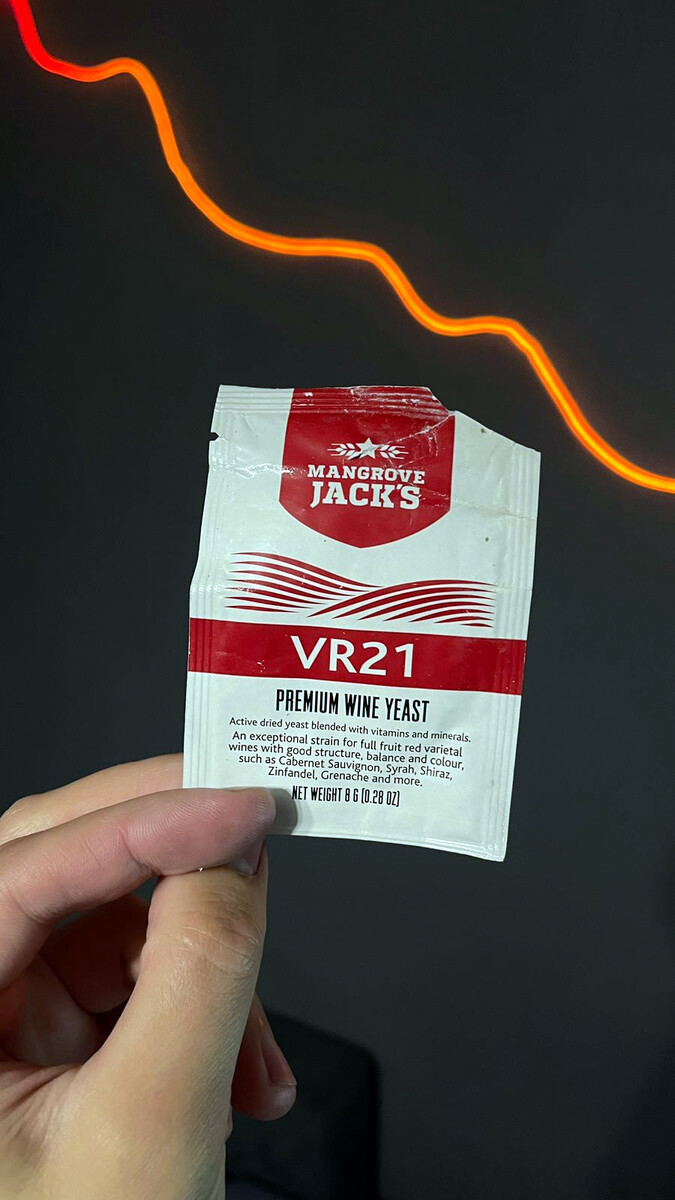 MANGROVE
JACK'S
VR21
PREMIUM WINE YEAST
Active dried yeast blended with vitamins and minerals.
An exceptional strain for full fruit red varietal
wines with good structure, balance and colour,
such as Cabernet Sauvignon, Syrah, Shiraz,
Zinfandel, Grenache and more.
NET WEIGHT 8 G (0.28 OZ)